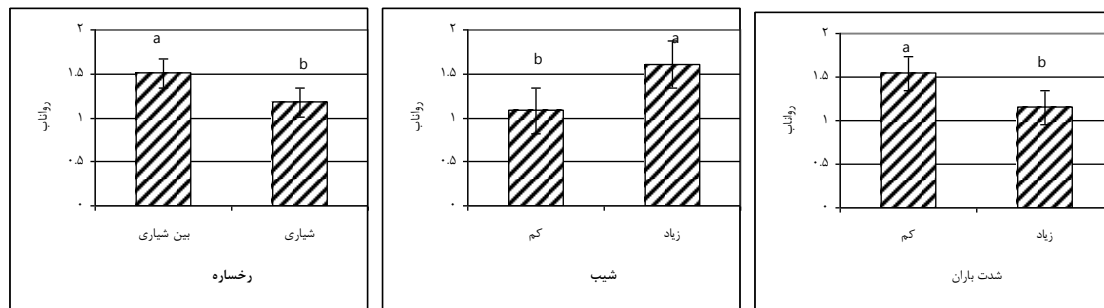 ۲
a
۱.۵
b
۱
رواناب
۰.۵
۰
بین شیاری
شیاری
رخساره
۲
a
۱.۵
b
۱
رواناب
۰.۵
۰
کم
زیاد
شیب
۲
a
۱.۵
b
۱
رواناب
۰.۵
۰
کم
زیاد
شدت باران